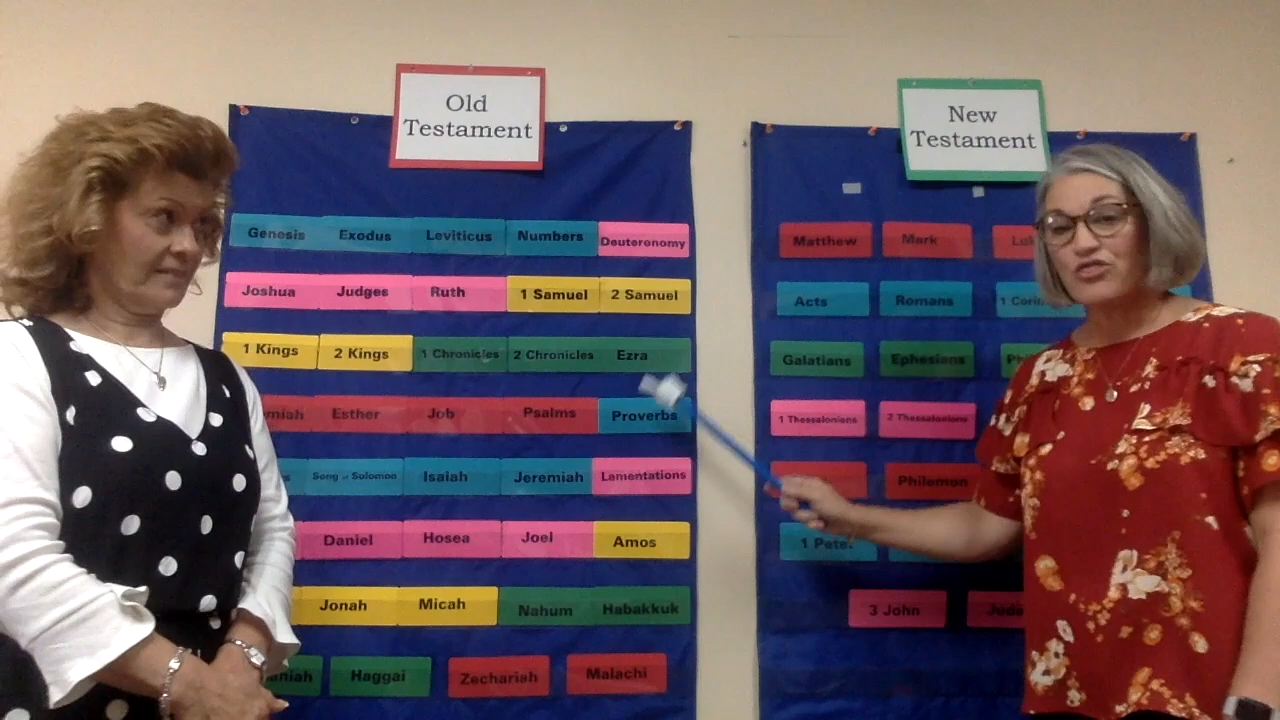 Old
Testament
Genesis Exodus Leviticus Numbers Deuteronomy
Joshua Judges Ruth 1 Samuel 2 Samuel
1 Kings 2 Kings 1 Chronicles 2 Chronicles Ezra
Esther Job Psalms Proverbs
Song of Solomon Isaiah Jeremiah Lamentations
Daniel Hosea Joel Amos
Jonah Micah Nahum Habakkuk
Haggai Zechariah Malachi
New
Testament
Matthew Mark
Acts Romans
Galatians Ephesians
1 Thessalonians 2 Thessalonians
Philemon
3 John